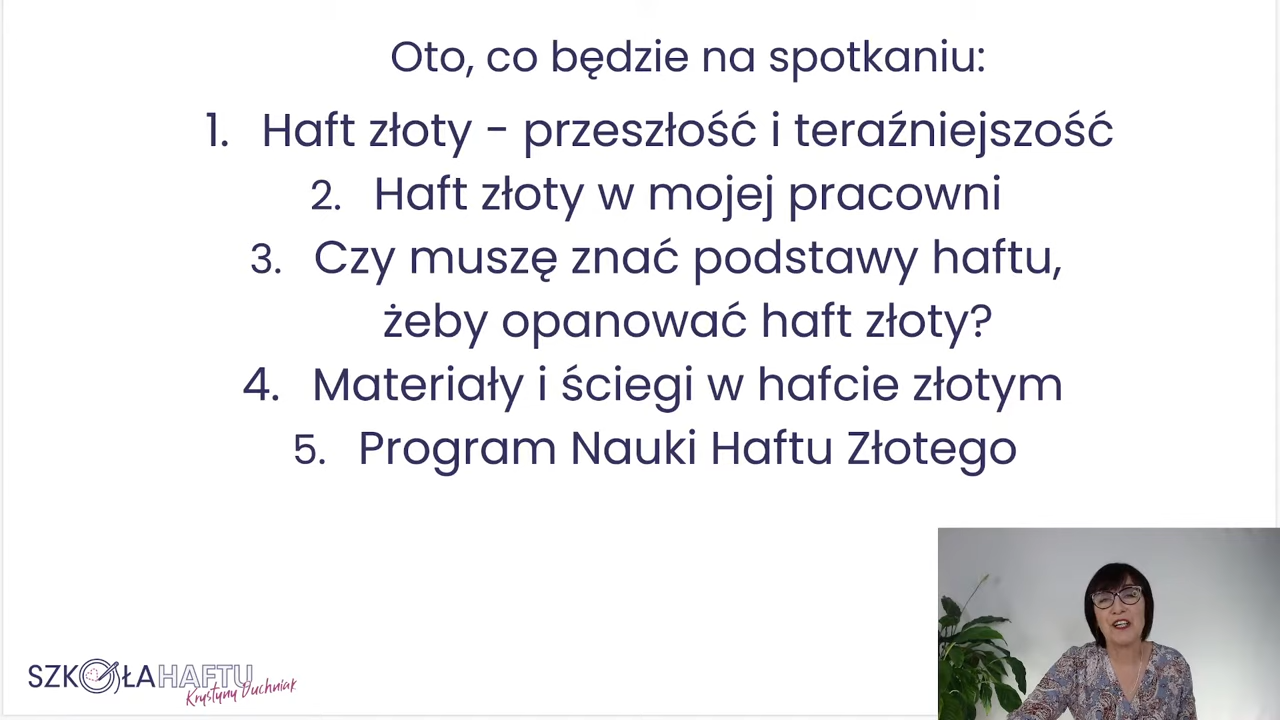 Oto, co będzie na spotkaniu:
1. Haft złoty - przeszłość i teraźniejszość
2. Haft złoty w mojej pracowni
3. Czy muszę znać podstawy haftu,
żeby opanować haft złoty?
4. Materiały i ściegi w hafcie złotym
5. Program Nauki Haftu Złotego
SZKOŁA HAFTU
Krystyny Duchniak